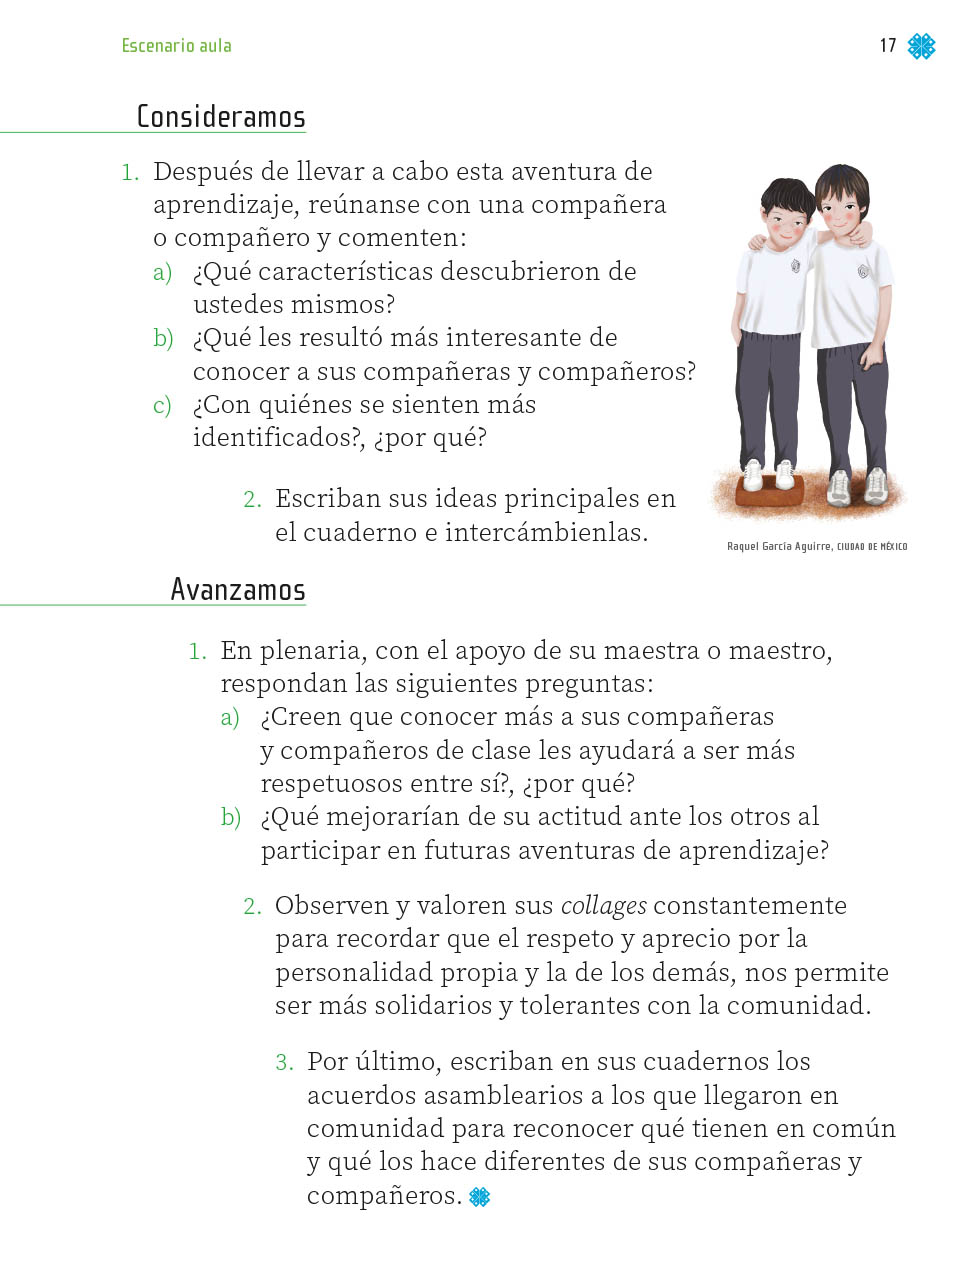 Escenario aula
17
Consideramos
1. Después de llevar a cabo esta aventura de
aprendizaje, reúnanse con una compañera
o compañero y comenten:
a) ¿Qué características descubrieron de
ustedes mismos?
b) ¿Qué les resultó más interesante de
conocer a sus compañeras y compañeros?
c) ¿Con quiénes se sienten más
identificados?, ¿por qué?
2. Escriban sus ideas principales en
el cuaderno e intercámbienlas.
Raquel García Aguirre, CIUDAD DE MÉXICO
Avanzamos
1. En plenaria, con el apoyo de su maestra o maestro,
respondan las siguientes preguntas:
a) ¿Creen que conocer más a sus compañeras
y compañeros de clase les ayudará a ser más
respetuosos entre sí?, ¿por qué?
b) ¿Qué mejorarían de su actitud ante los otros al
participar en futuras aventuras de aprendizaje?
2. Observen y valoren sus collages constantemente
para recordar que el respeto y aprecio por la
personalidad propia y la de los demás, nos permite
ser más solidarios y tolerantes con la comunidad.
3. Por último, escriban en sus cuadernos los
acuerdos asamblearios a los que llegaron en
comunidad para reconocer qué tienen en común
y qué los hace diferentes de sus compañeras y
compañeros.